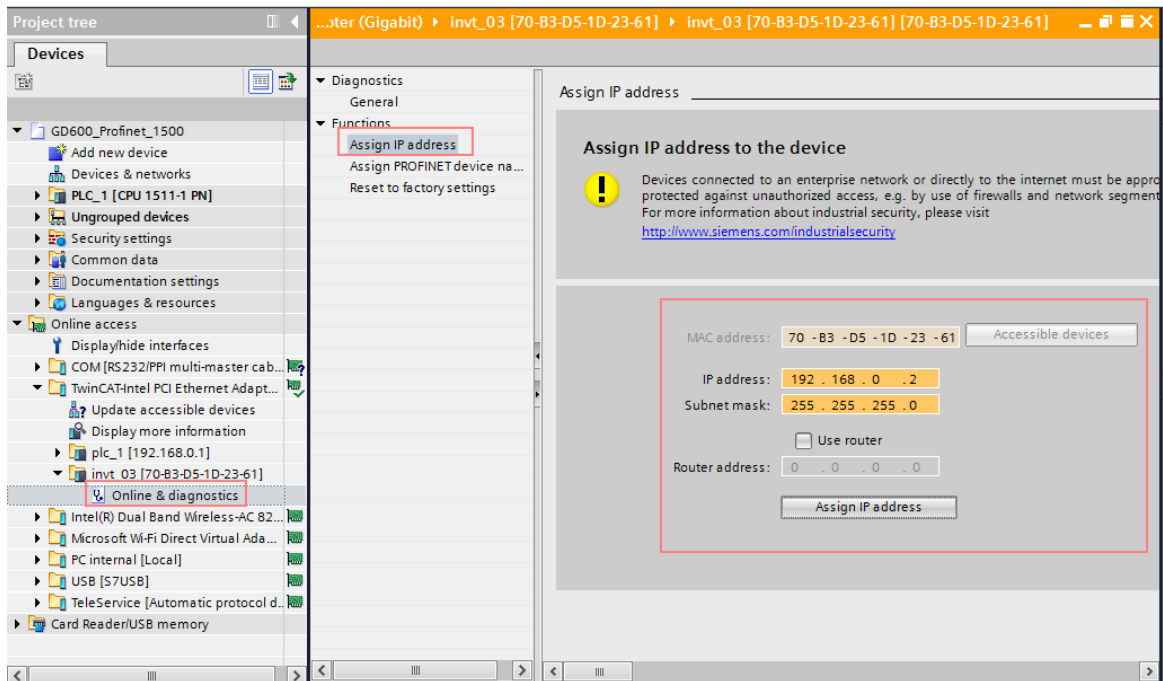 Project tree
Devices
GD600_Profinet_1500
Add new device
Devices & networks
PLC_1 [CPU 1511-1 PN]
Ungrouped devices
Security settings
Common data
Documentation settings
Languages & resources
Online access
Display/hide interfaces
COM [RS232/PPI multi-master cab...
TwinCAT-Intel PCI Ethernet Adapt...
Update accessible devices
Display more information
plc_1 [192.168.0.1]
invt_03 [70-B3-D5-1D-23-61]
Online & diagnostics
Intel(R) Dual Band Wireless-AC 82...
Microsoft Wi-Fi Direct Virtual Ada...
PC internal [Local]
USB [S7USB]
TeleService [Automatic protocol d...
Card Reader/USB memory
...oter (Gigabit) invt_03 [70-B3-D5-1D-23-61] invt_03 [70-B3-D5-1D-23-61] [70-B3-D5-1D-23-61]
Diagnostics
General
Functions
Assign IP address
Assign PROFINET device na...
Reset to factory settings
Assign IP address
Assign IP address to the device
Devices connected to an enterprise network or directly to the internet must be appro
protected against unauthorized access, e.g. by use of firewalls and network segment
For more information about industrial security, please visit
http://www.siemens.com/industrialsecurity
MAC address: 70 -B3 -D5 -1D -23 -61 Accessible devices
IP address: 192 . 168 . 0 . 2
Subnet mask: 255 . 255 . 255 . 0
Use router
Router address: 0 . 0 . 0 . 0
Assign IP address